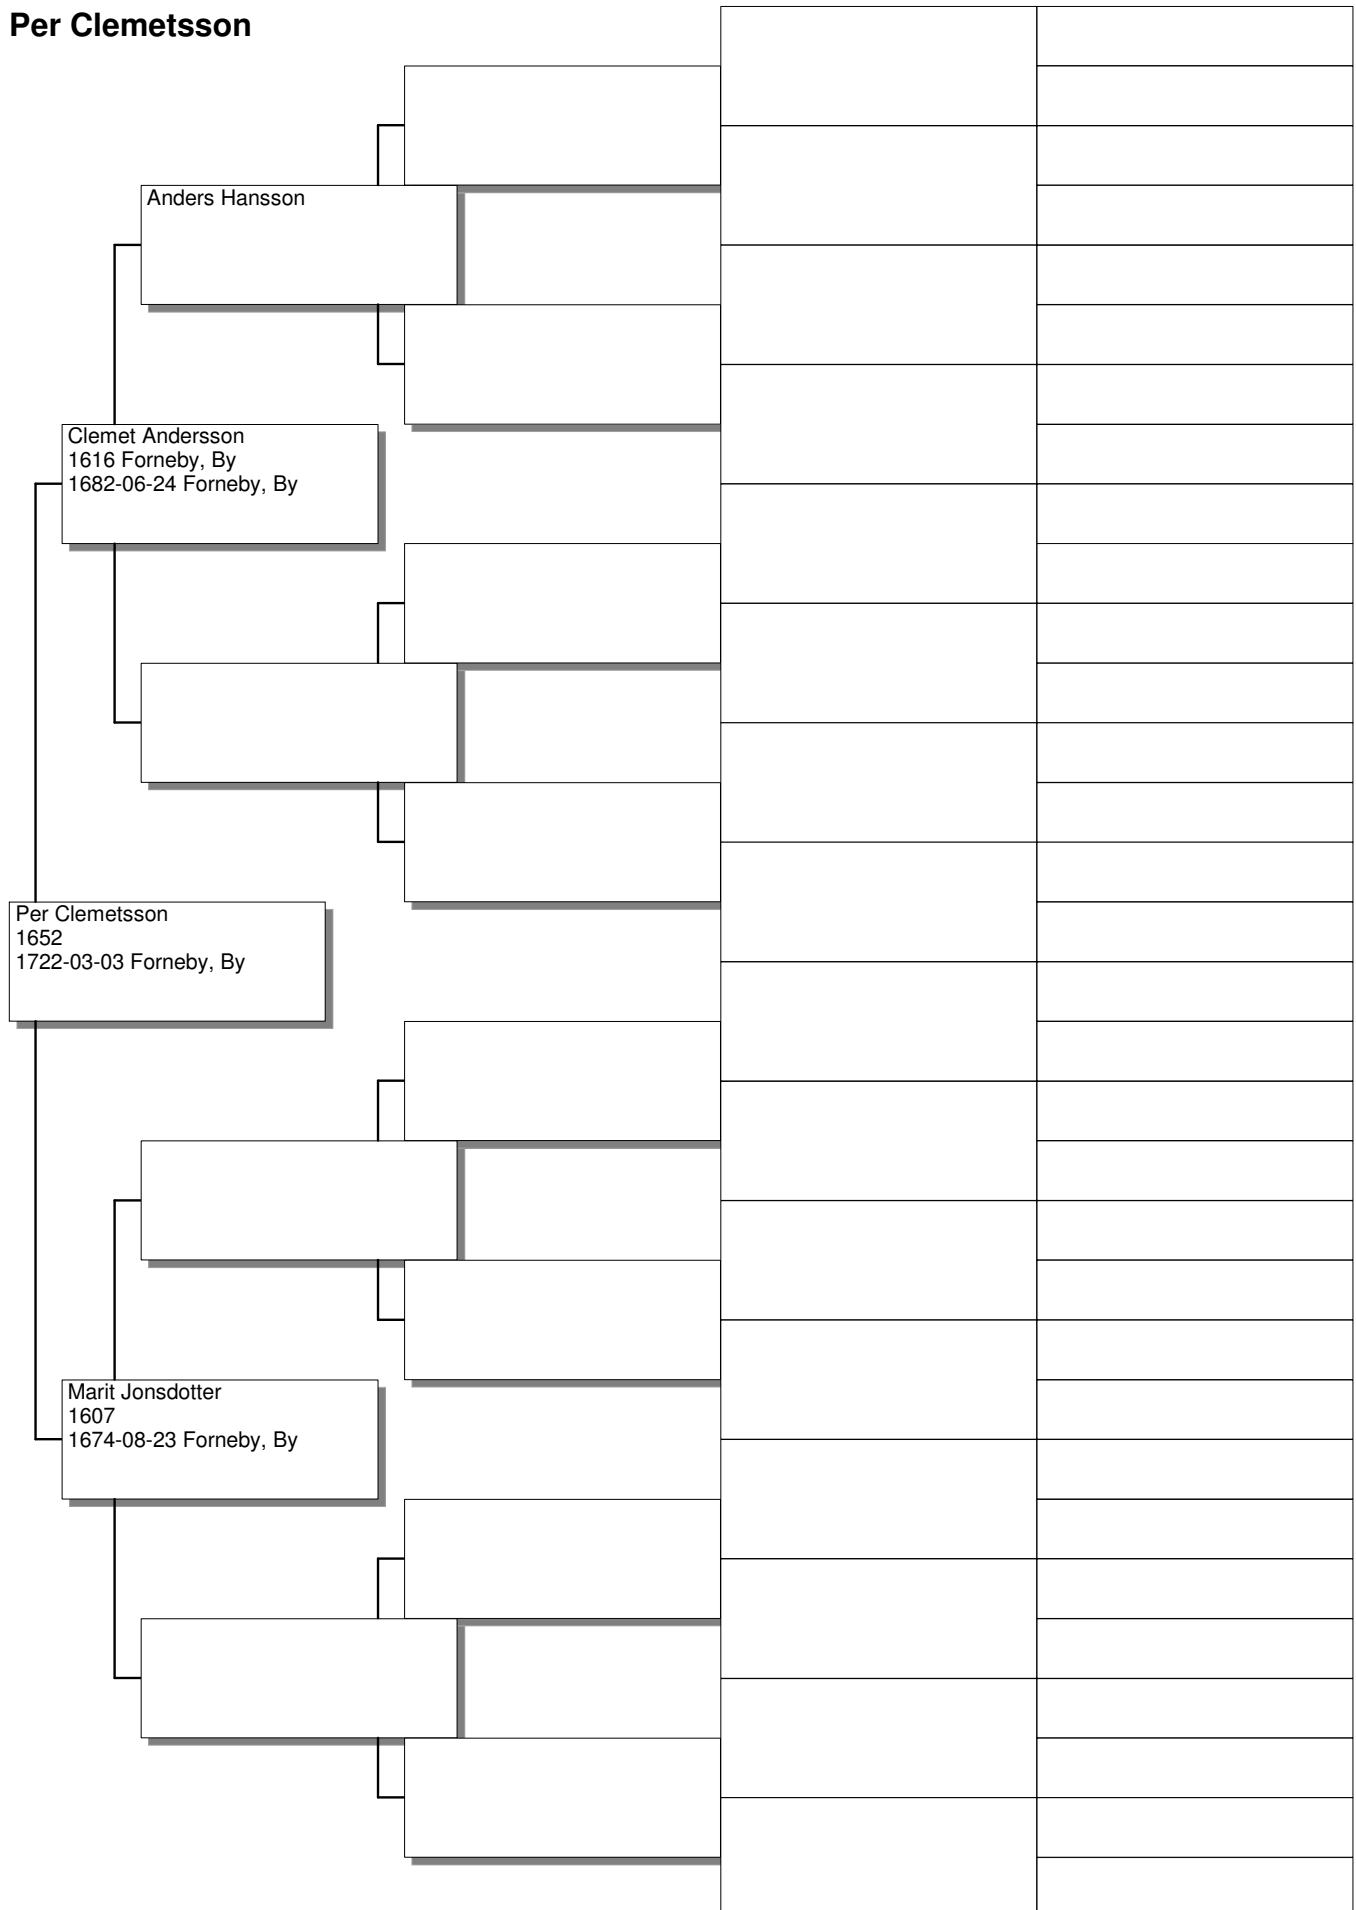 Per Clemetsson
Anders Hansson
Clemet Andersson
1616 Forneby, By
1682-06-24 Forneby, By
Per Clemetsson
1652
1722-03-03 Forneby, By
Marit Jonsdotter
1607
1674-08-23 Forneby, By